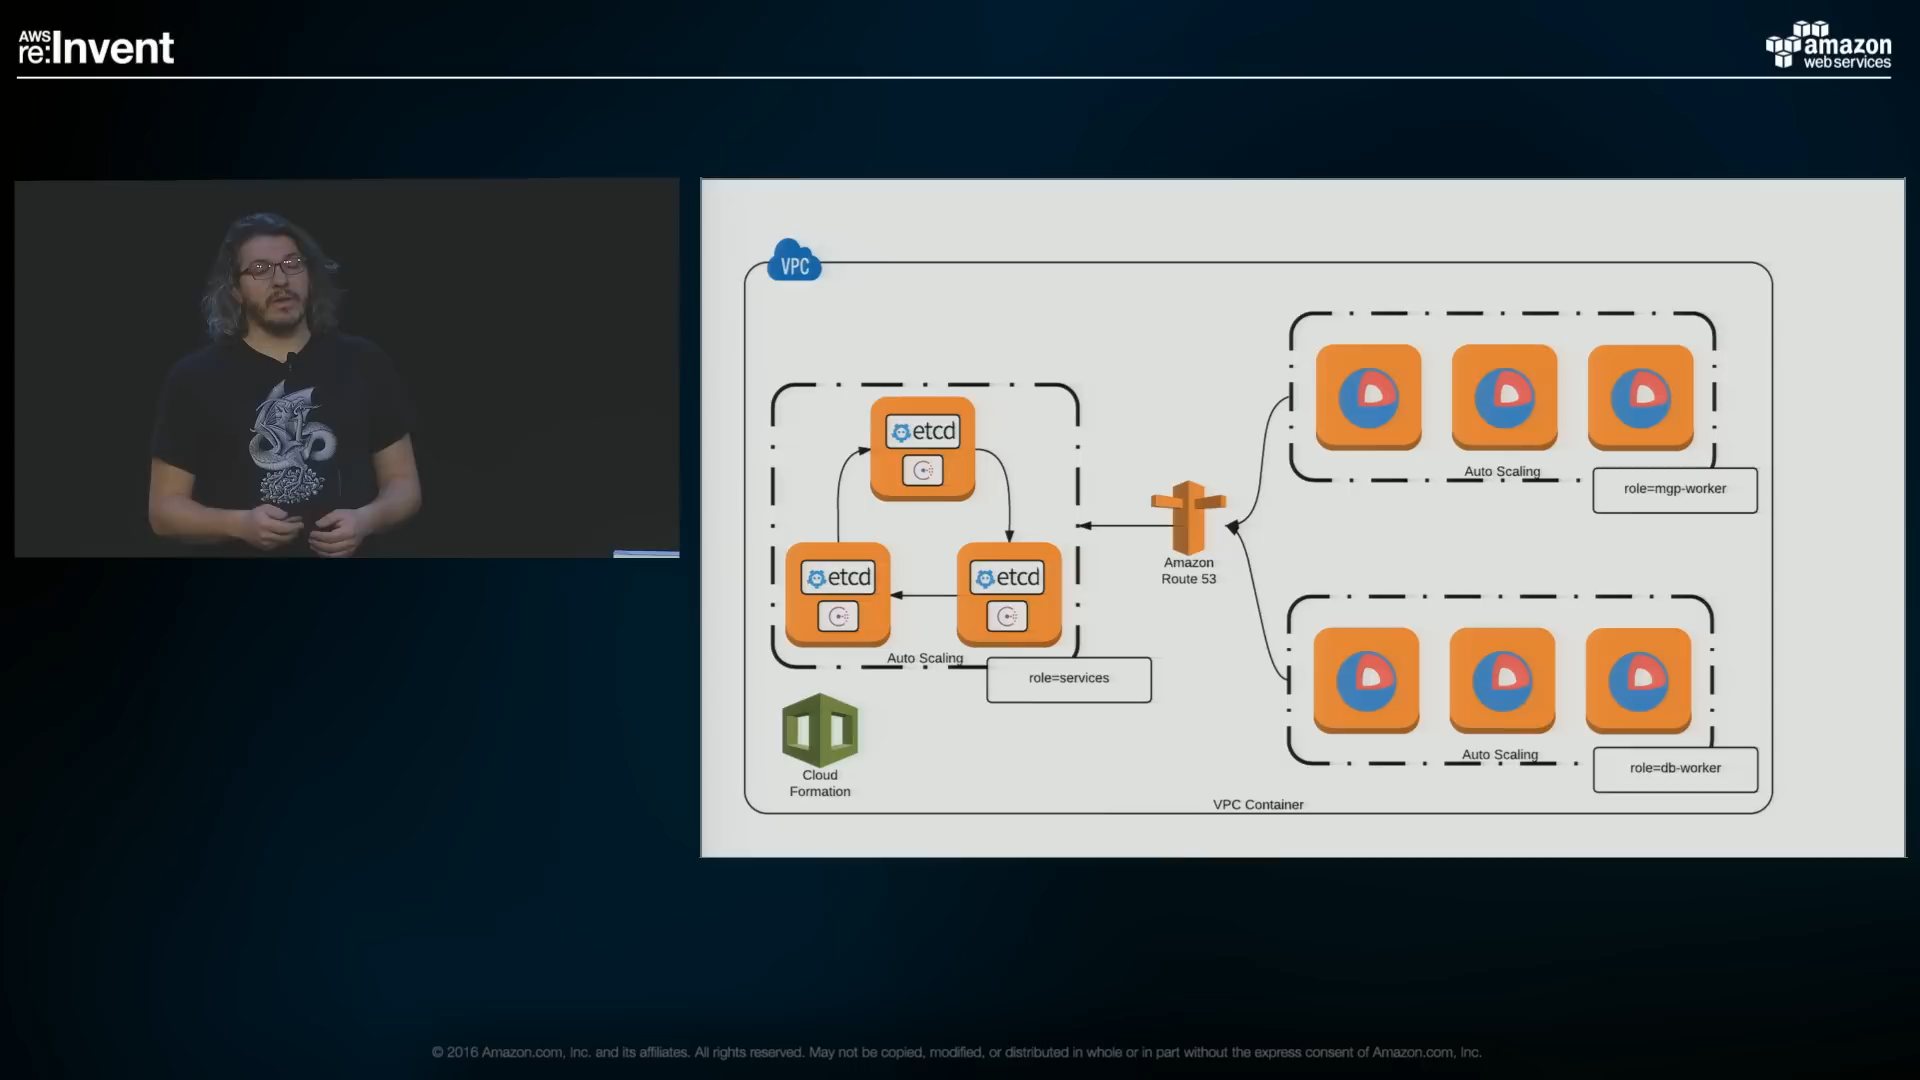 AWS
re:Invent
amazon
webservices
VPC
etcd
etcd
etcd
Auto Scaling
role=services
Cloud
Formation
Amazon
Route 53
Auto Scaling
role=mgp-worker
Auto Scaling
role=db-worker
VPC Container
© 2016 Amazon.com, Inc. and its affiliates. All rights reserved. May not be copied, modified, or distributed in whole or in part without the express consent of Amazon.com, Inc.